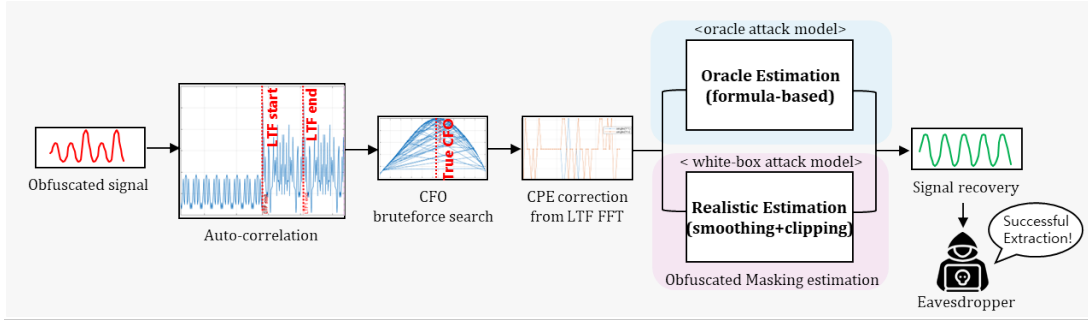 <oracle attack model>
Oracle Estimation
(formula-based)
LTF start
LTF end
True CFO
Obfuscated signal
Auto-correlation
CFO
bruteforce search
CPE correction
from LTF FFT
< white-box attack model>
Realistic Estimation
(smoothing+clipping)
Obfuscated Masking estimation
Signal recovery
Successful
Extraction!
Eavesdropper